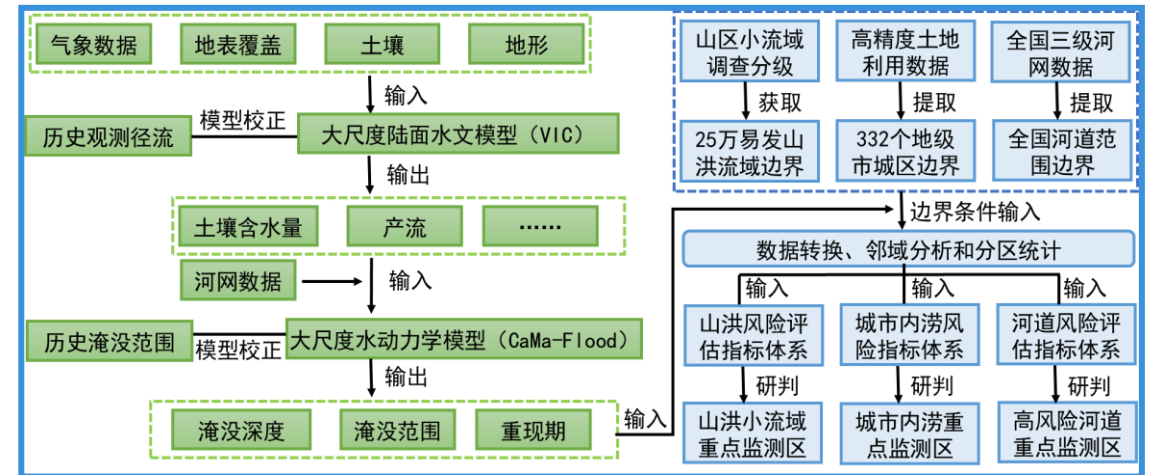 气象数据
地表覆盖
土壤
地形
输入
模型校正
历史观测径流
大尺度陆面水文模型（VIC）
输出
土壤含水量
产流
……
河网数据
输入
历史淹没范围
模型校正
大尺度水动力学模型（CaMa-Flood）
输出
淹没深度
淹没范围
重现期
输入
山区小流域
调查分级
高精度土地
利用数据
全国三级河
网数据
获取
提取
提取
25万易发山
洪流域边界
332个地级
市城区边界
全国河道范
围边界
边界条件输入
数据转换、邻域分析和分区统计
输入
输入
输入
山洪风险评
估指标体系
城市内涝风
险指标体系
河道风险评
估指标体系
研判
研判
研判
山洪小流域
重点监测区
城市内涝重
点监测区
高风险河道
重点监测区